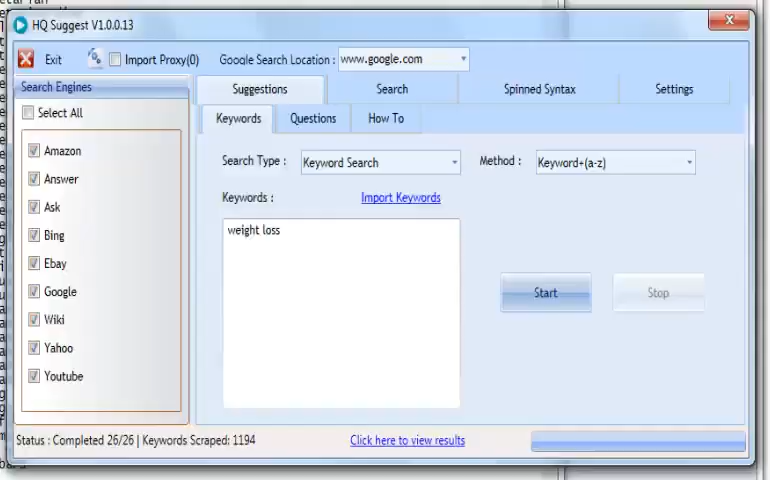 HQ Suggest V1.0.0.13
Exit Import Proxy(0) Google Search Location : www.google.com
Search Engines
Select All
Amazon
Answer
Ask
Bing
Ebay
Google
Wiki
Yahoo
Youtube
Suggestions Search Spinned Syntax Settings
Keywords Questions How To
Search Type : Keyword Search Method : Keyword+(a-z)
Keywords : Import Keywords
weight loss
Start Stop
Status : Completed 26/26 | Keywords Scraped: 1194 Click here to view results